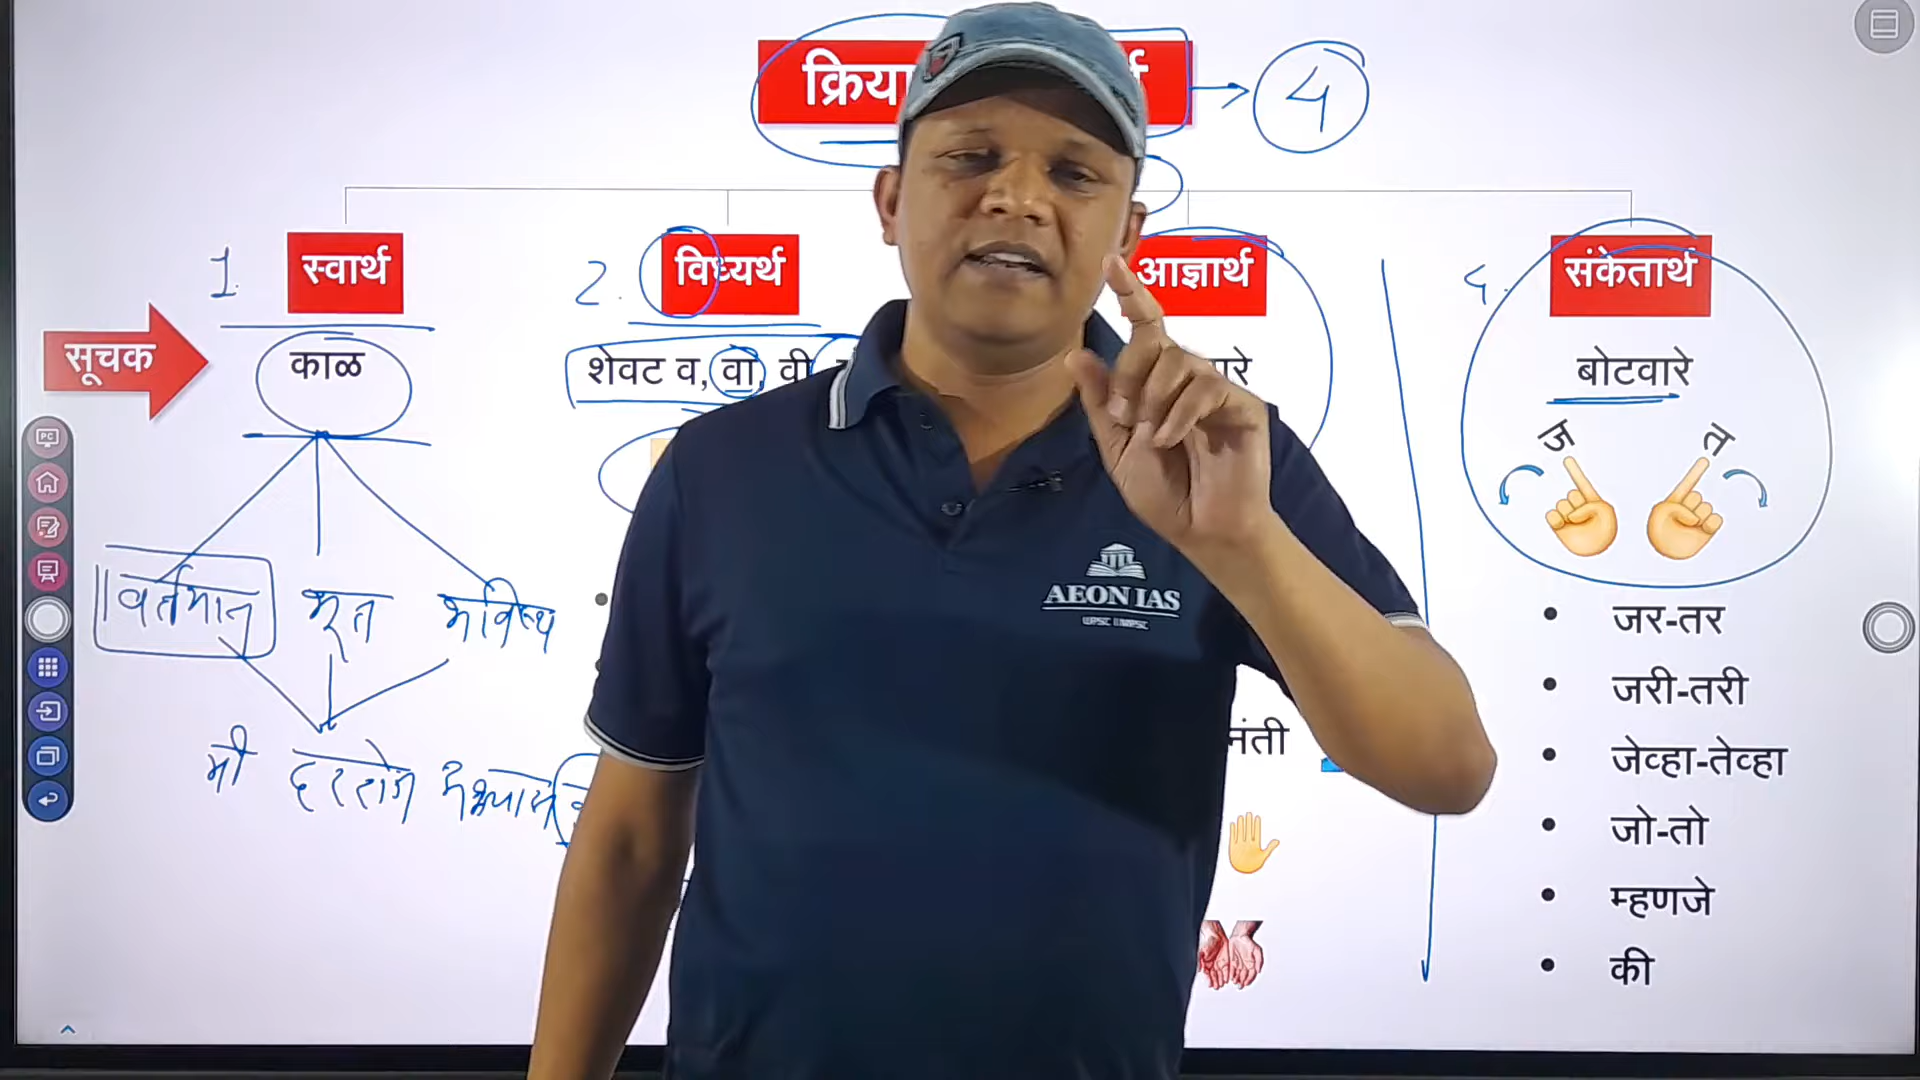 4
1. स्वार्थ
2. विध्यर्थ
आज्ञार्थ
संकेतार्थ
सूचक
काळ
शेवट व, वा, वी
बोटवारे
ज त
वर्तमान भूत भविष्य
जर-तर
जरी-तरी
जेव्हा-तेव्हा
जो-तो
म्हणजे
की
मी दररोज
AEON IAS
UPSC | MPSC
PC